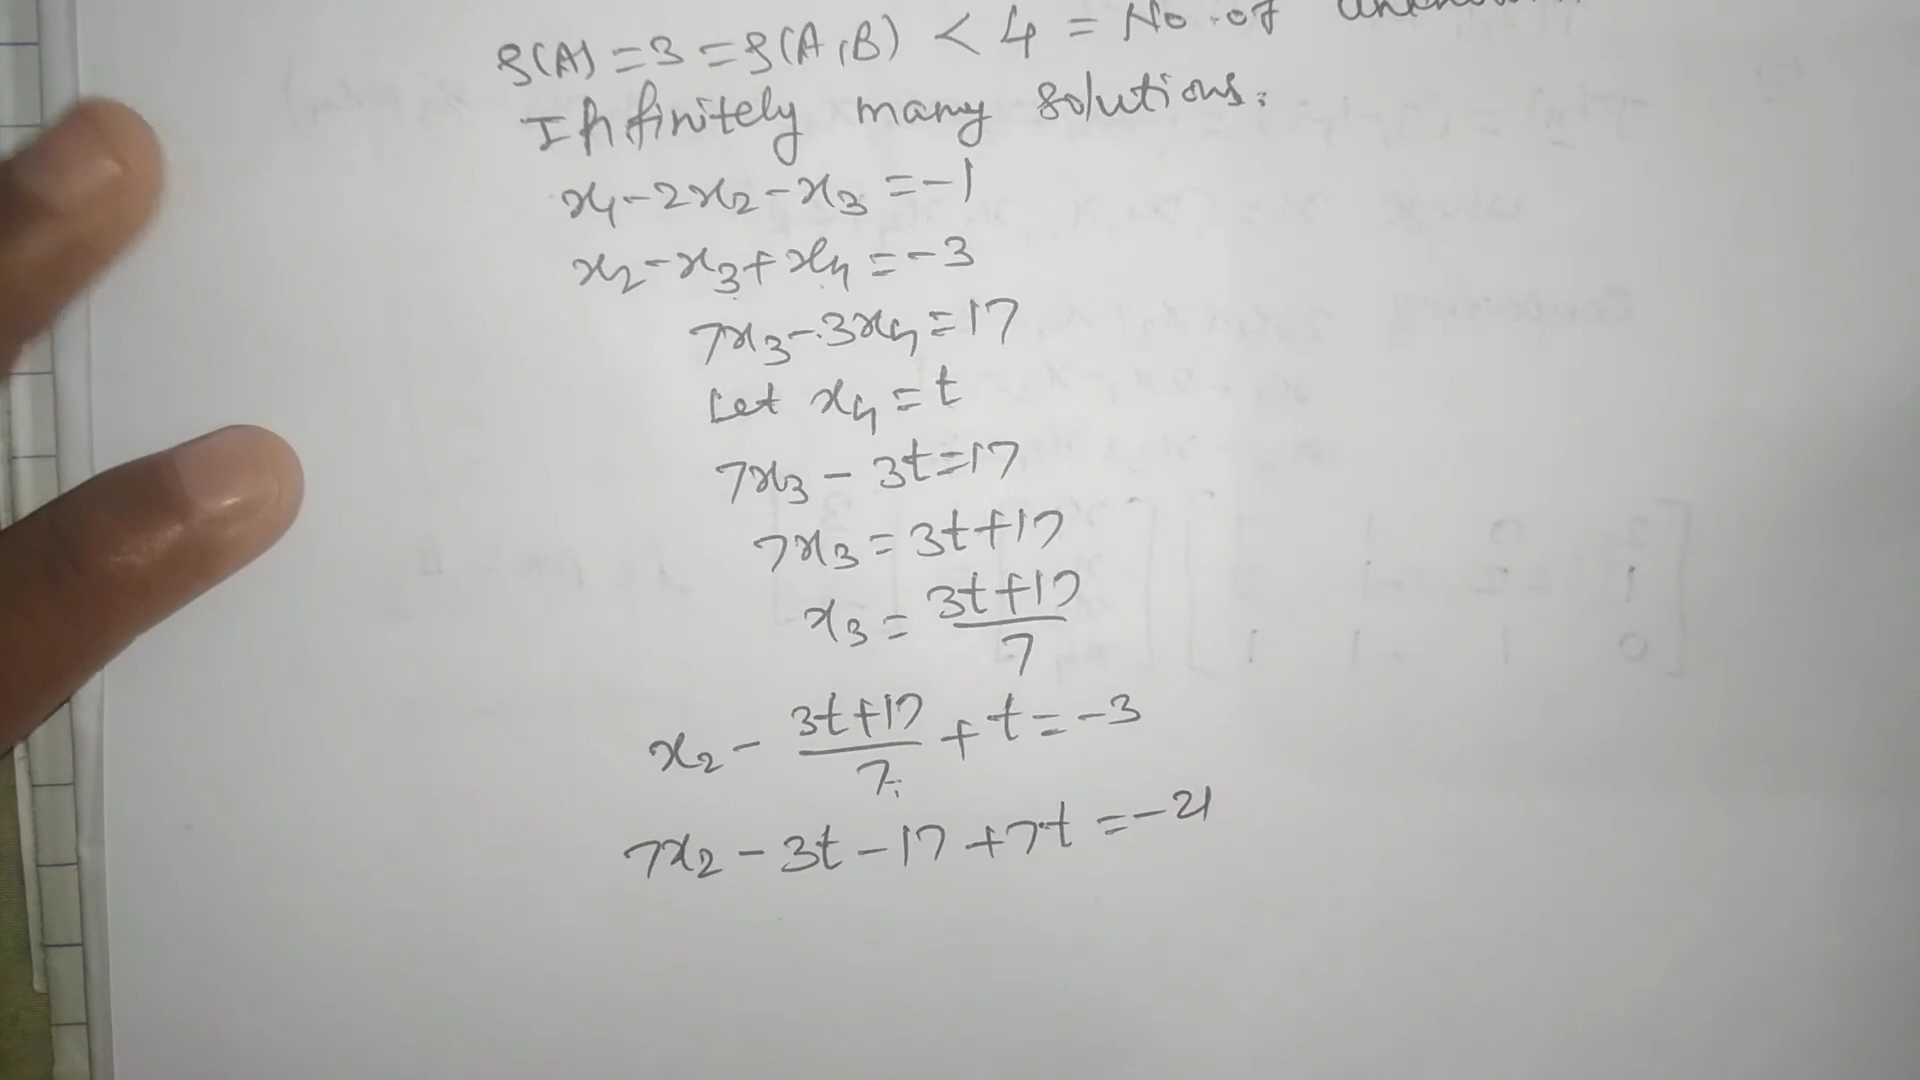 ρ(A) = 3 = ρ(A,B) < 4 = No. of
Infinitely many solutions.
x₁ - 2x₂ - x₃ = -1
x₂ - x₃ + x₄ = -3
7x₃ - 3x₄ = 17
Let x₄ = t
7x₃ - 3t = 17
7x₃ = 3t + 17
x₃ = (3t + 17)/7
x₂ - (3t + 17)/7 + t = -3
7x₂ - 3t - 17 + 7t = -21